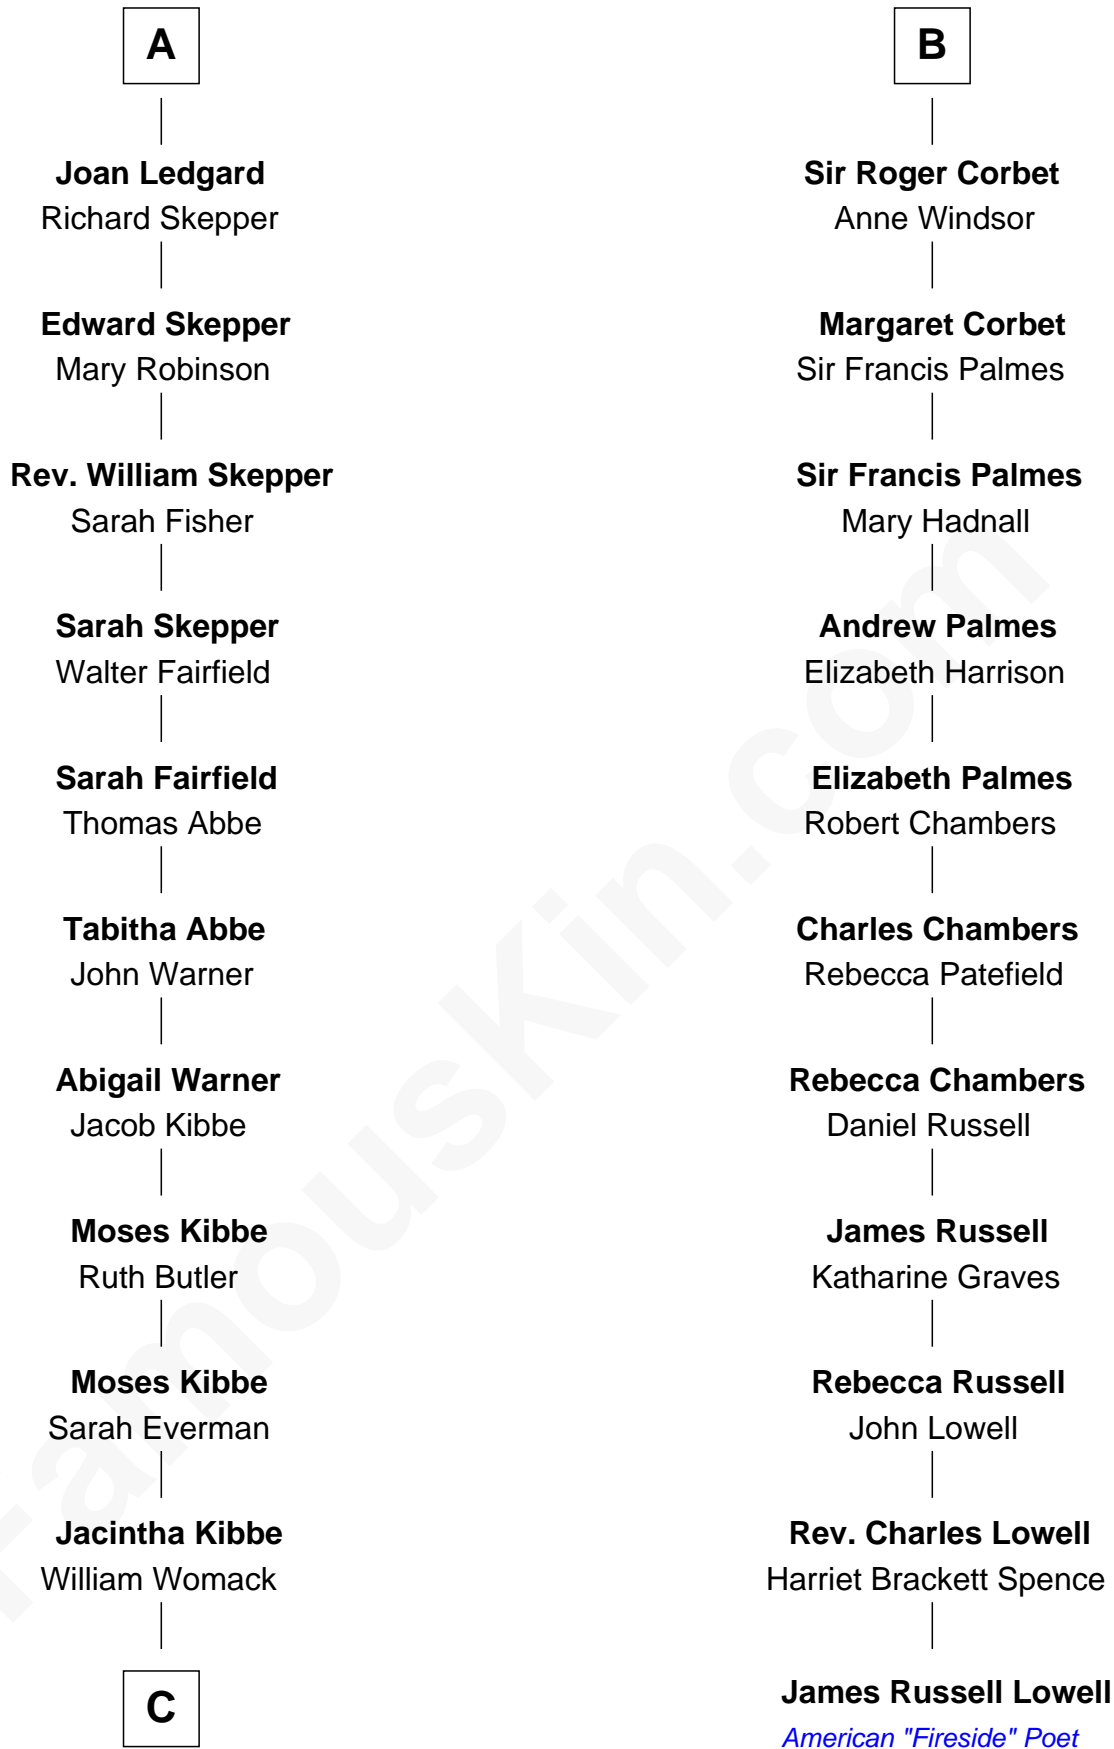 A
Joan Ledgard
Richard Skepper
Edward Skepper
Mary Robinson
Rev. William Skepper
Sarah Fisher
Sarah Skepper
Walter Fairfield
Sarah Fairfield
Thomas Abbe
Tabitha Abbe
John Warner
Abigail Warner
Jacob Kibbe
Moses Kibbe
Ruth Butler
Moses Kibbe
Sarah Everman
Jacintha Kibbe
William Womack
C
B
Sir Roger Corbet
Anne Windsor
Margaret Corbet
Sir Francis Palmes
Sir Francis Palmes
Mary Hadnall
Andrew Palmes
Elizabeth Harrison
Elizabeth Palmes
Robert Chambers
Charles Chambers
Rebecca Patefield
Rebecca Chambers
Daniel Russell
James Russell
Katharine Graves
Rebecca Russell
John Lowell
Rev. Charles Lowell
Harriet Brackett Spence
James Russell Lowell
American "Fireside" Poet
FamousKin.com